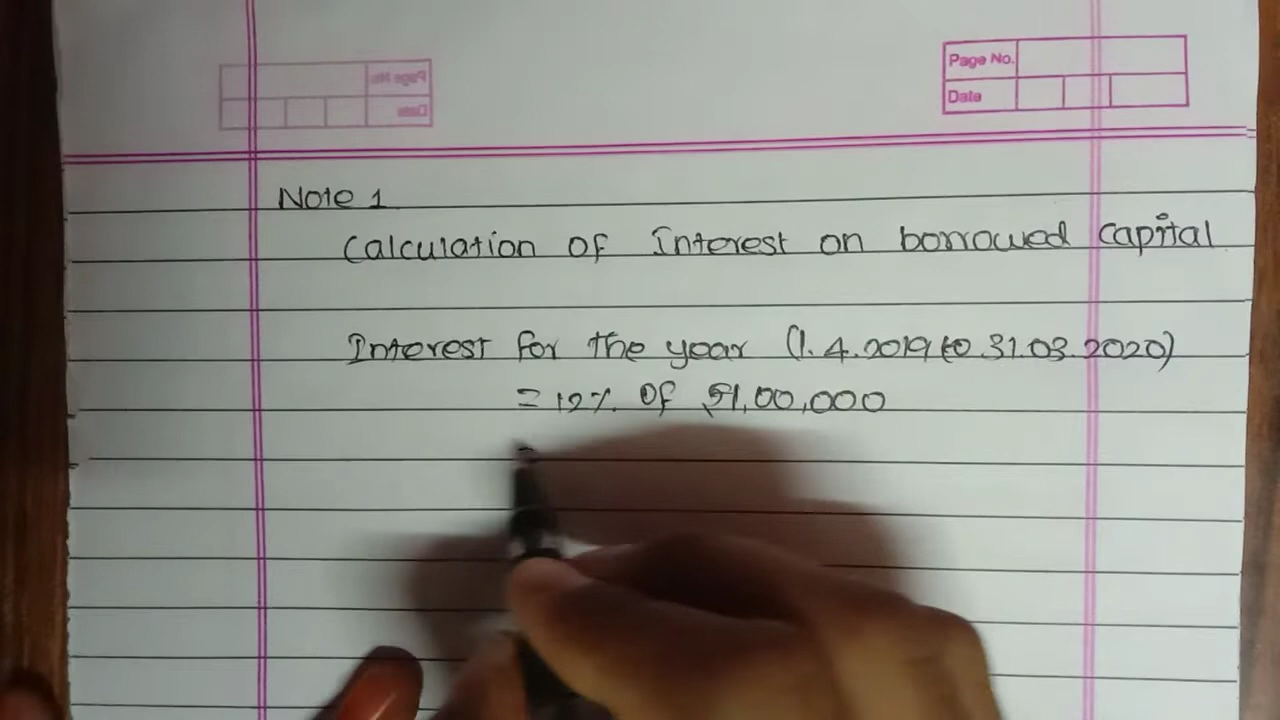 Page No.
Date
Note 1
Calculation of Interest on borrowed Capital
Interest for the year (1.4.2019 to 31.03.2020)
= 12% of ₹1,00,000
=